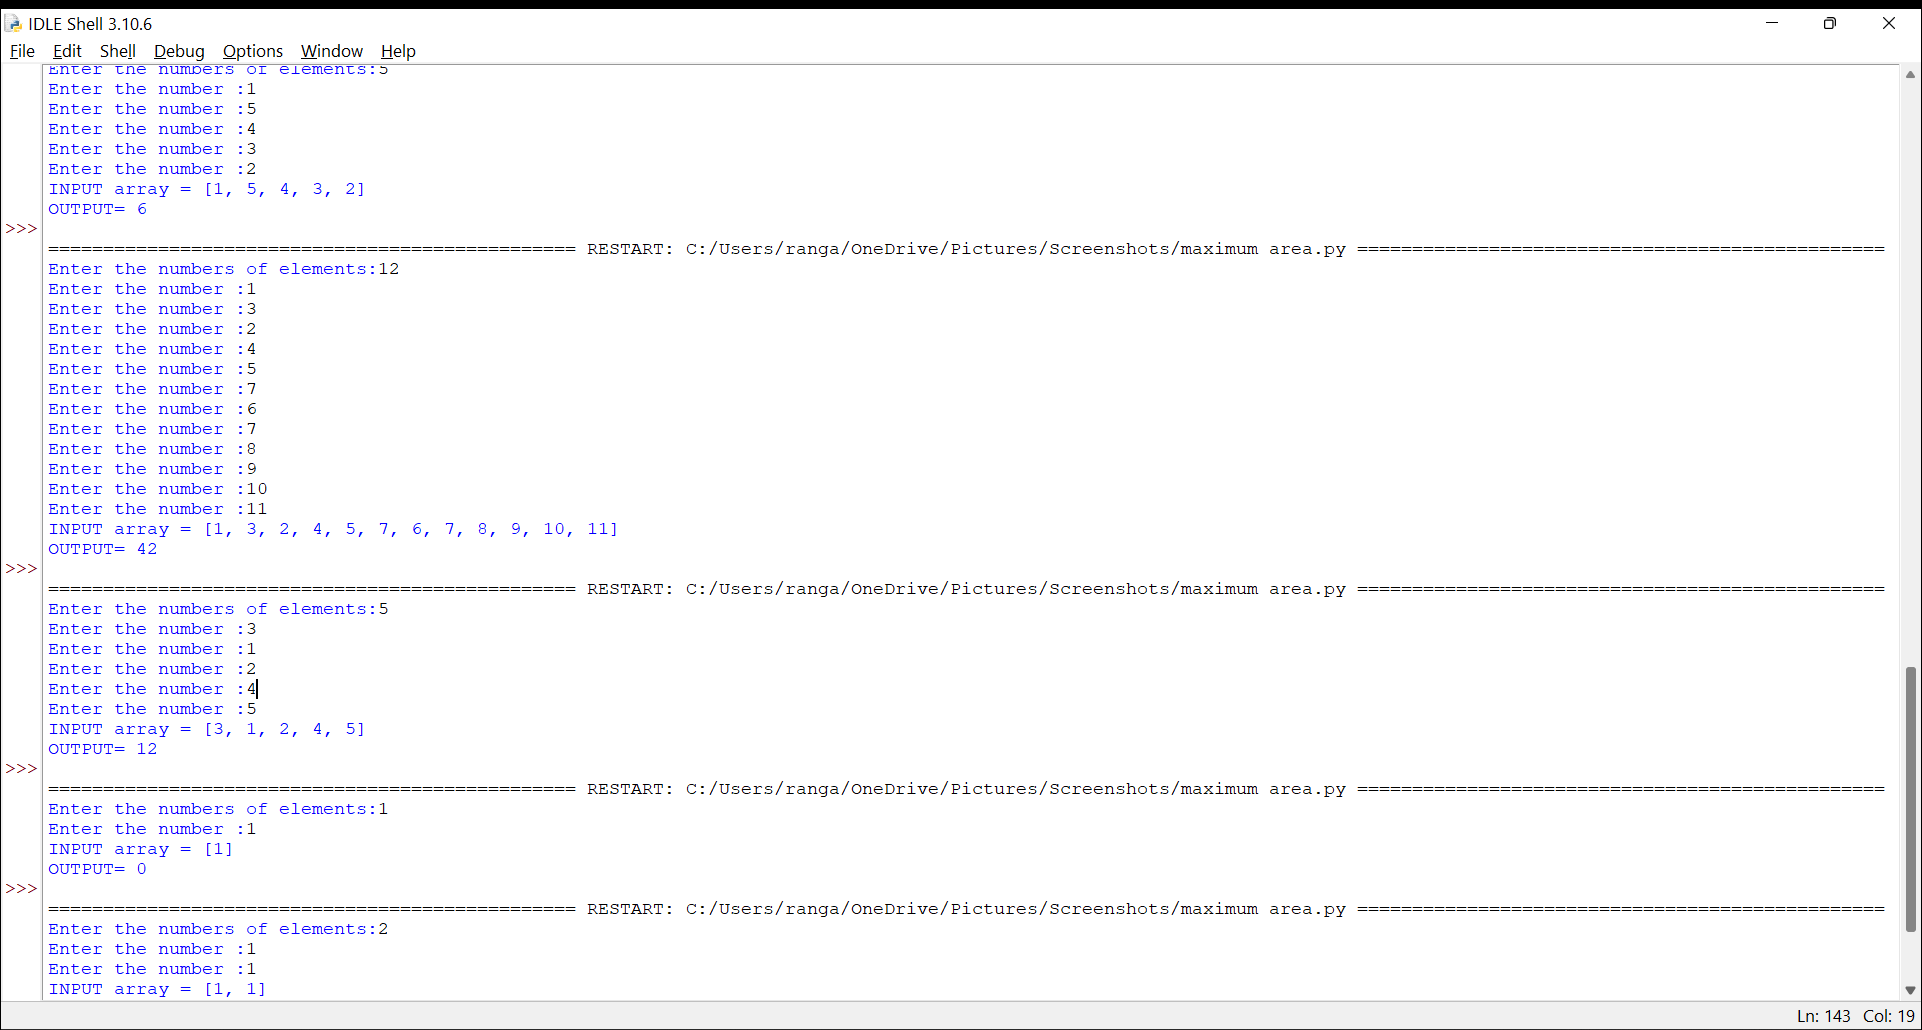 IDLE Shell 3.10.6
File Edit Shell Debug Options Window Help
Enter the numbers of elements:5
Enter the number :1
Enter the number :5
Enter the number :4
Enter the number :3
Enter the number :2
INPUT array = [1, 5, 4, 3, 2]
OUTPUT= 6
>>>
================================================ RESTART: C:/Users/ranga/OneDrive/Pictures/Screenshots/maximum area.py ================================================
Enter the numbers of elements:12
Enter the number :1
Enter the number :3
Enter the number :2
Enter the number :4
Enter the number :5
Enter the number :7
Enter the number :6
Enter the number :7
Enter the number :8
Enter the number :9
Enter the number :10
Enter the number :11
INPUT array = [1, 3, 2, 4, 5, 7, 6, 7, 8, 9, 10, 11]
OUTPUT= 42
>>>
================================================ RESTART: C:/Users/ranga/OneDrive/Pictures/Screenshots/maximum area.py ================================================
Enter the numbers of elements:5
Enter the number :3
Enter the number :1
Enter the number :2
Enter the number :4
Enter the number :5
INPUT array = [3, 1, 2, 4, 5]
OUTPUT= 12
>>>
================================================ RESTART: C:/Users/ranga/OneDrive/Pictures/Screenshots/maximum area.py ================================================
Enter the numbers of elements:1
Enter the number :1
INPUT array = [1]
OUTPUT= 0
>>>
================================================ RESTART: C:/Users/ranga/OneDrive/Pictures/Screenshots/maximum area.py ================================================
Enter the numbers of elements:2
Enter the number :1
Enter the number :1
INPUT array = [1, 1]
Ln: 143 Col: 19